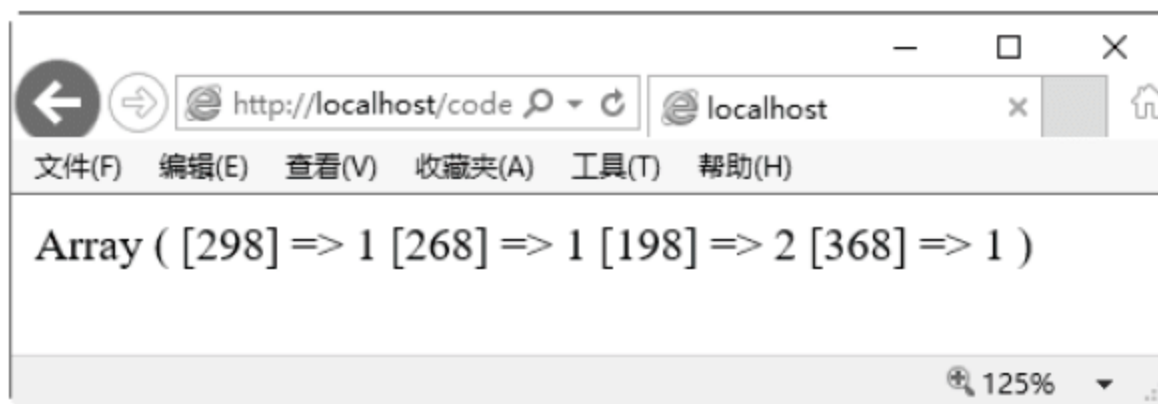 http://localhost/code
localhost
文件(F) 编辑(E) 查看(V) 收藏夹(A) 工具(T) 帮助(H)
Array ( [298] => 1 [268] => 1 [198] => 2 [368] => 1 )
125%